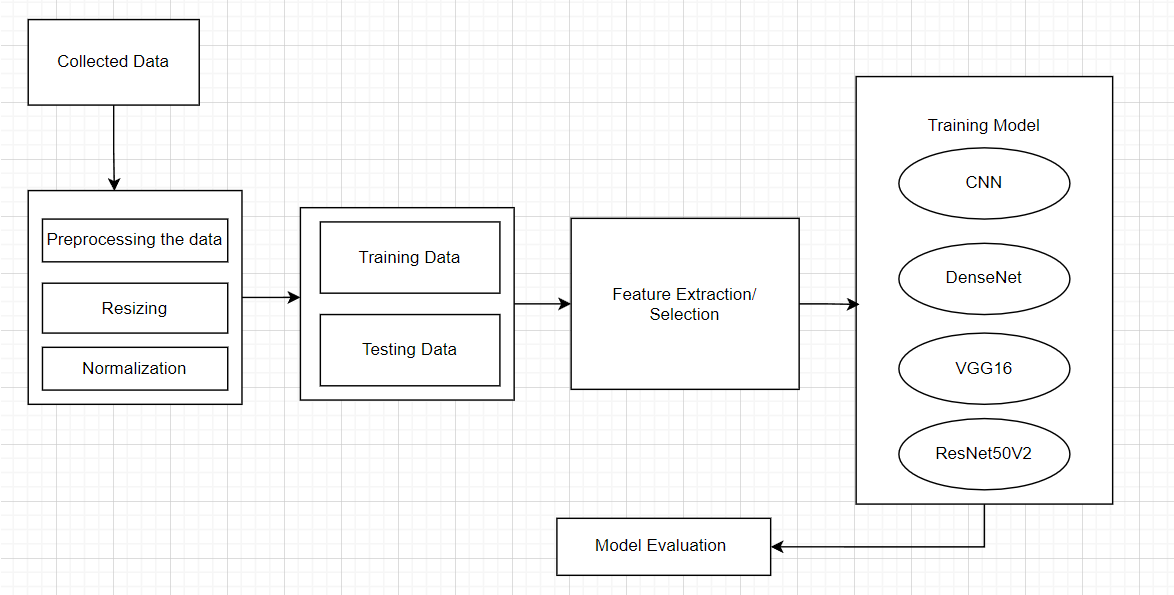 Collected Data
Preprocessing the data
Resizing
Normalization
Training Data
Testing Data
Feature Extraction/
Selection
Training Model
CNN
DenseNet
VGG16
ResNet50V2
Model Evaluation